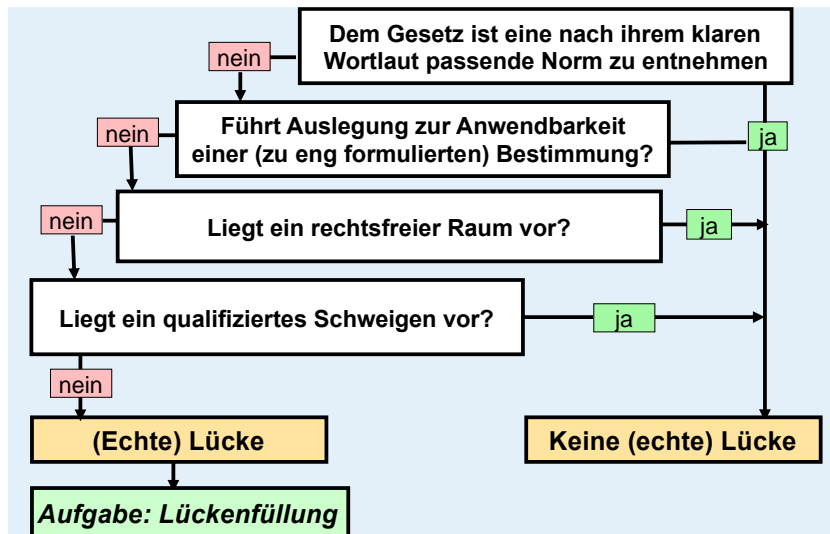 Dem Gesetz ist eine nach ihrem klaren
Wortlaut passende Norm zu entnehmen
nein
ja
Führt Auslegung zur Anwendbarkeit
einer (zu eng formulierten) Bestimmung?
nein
Liegt ein rechtsfreier Raum vor?
ja
nein
Liegt ein qualifiziertes Schweigen vor?
ja
nein
(Echte) Lücke
Keine (echte) Lücke
Aufgabe: Lückenfüllung